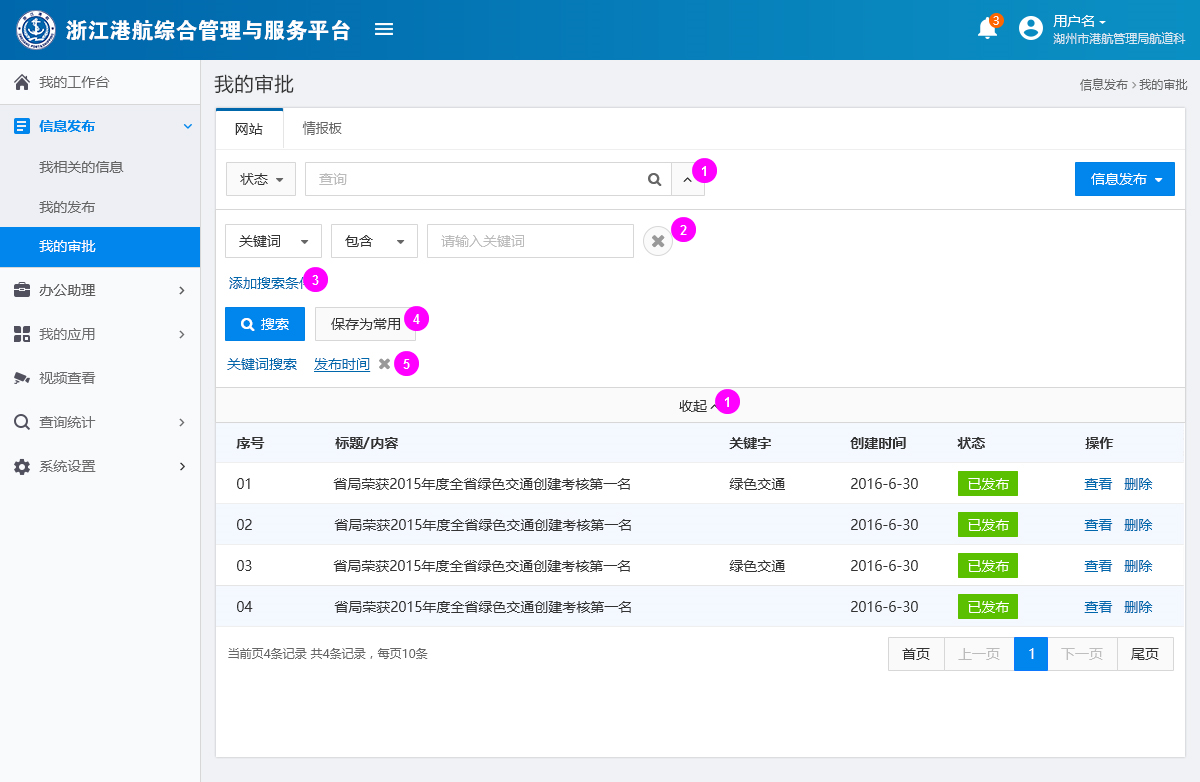 浙江港航综合管理与服务平台
3
用户名
湖州市港航管理局航道科
我的工作台
信息发布
我相关的信息
我的发布
我的审批
办公助理
我的应用
视频查看
查询统计
系统设置
我的审批
信息发布 > 我的审批
网站 情报板
状态 查询 1 信息发布
关键词 包含 请输入关键词 2
添加搜索条 3
搜索 保存为常用 4
关键词搜索 发布时间 5
收起 1
序号 标题/内容 关键字 创建时间 状态 操作
01 省局荣获2015年度全省绿色交通创建考核第一名 绿色交通 2016-6-30 已发布 查看 删除
02 省局荣获2015年度全省绿色交通创建考核第一名 2016-6-30 已发布 查看 删除
03 省局荣获2015年度全省绿色交通创建考核第一名 绿色交通 2016-6-30 已发布 查看 删除
04 省局荣获2015年度全省绿色交通创建考核第一名 2016-6-30 已发布 查看 删除
当前页4条记录 共4条记录，每页10条
首页 上一页 1 下一页 尾页